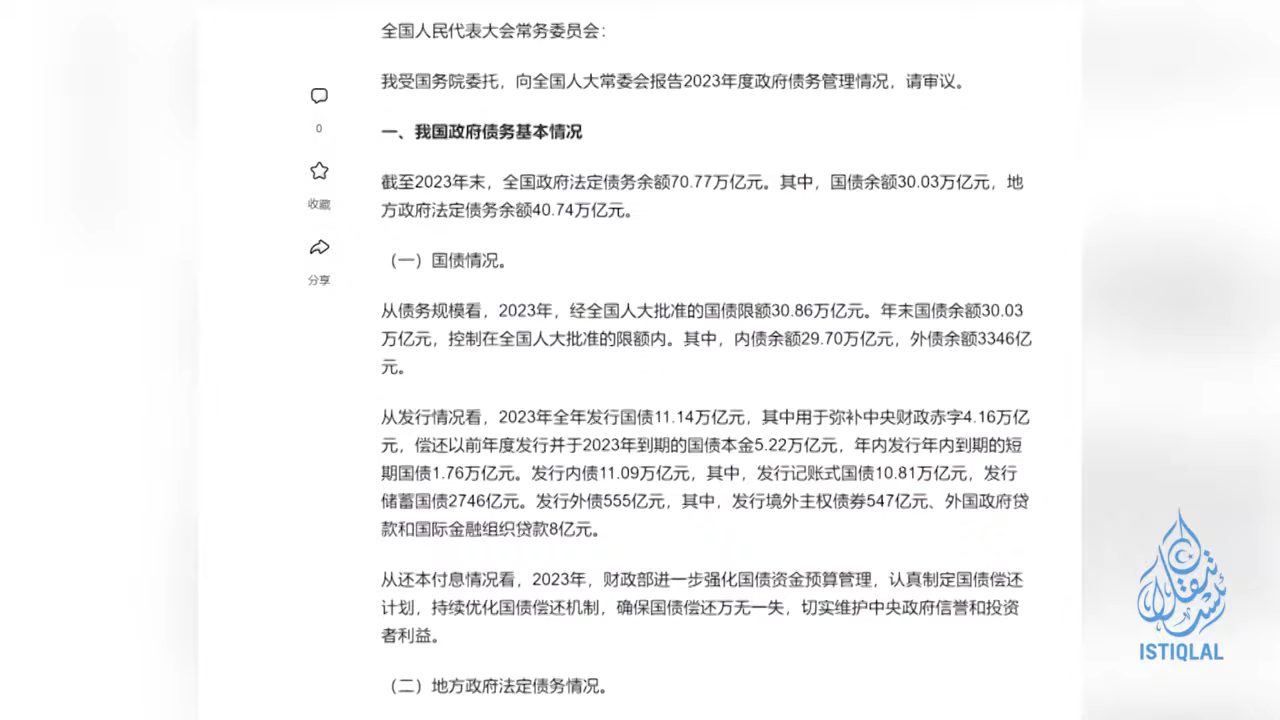 全国人民代表大会常务委员会：
我受国务院委托，向全国人大常委会报告2023年度政府债务管理情况，请审议。
0
一、我国政府债务基本情况
收藏
截至2023年末，全国政府法定债务余额70.77万亿元。其中，国债余额30.03万亿元，地
方政府法定债务余额40.74万亿元。
分享
（一）国债情况。
从债务规模看，2023年，经全国人大批准的国债限额30.86万亿元。年末国债余额30.03
万亿元，控制在全国人大批准的限额内。其中，内债余额29.70万亿元，外债余额3346亿
元。
从发行情况看，2023年全年发行国债11.14万亿元，其中用于弥补中央财政赤字4.16万亿
元，偿还以前年度发行并于2023年到期的国债本金5.22万亿元，年内发行年内到期的短
期国债1.76万亿元。发行内债11.09万亿元，其中，发行记账式国债10.81万亿元，发行
储蓄国债2746亿元。发行外债555亿元，其中，发行境外主权债券547亿元、外国政府贷
款和国际金融组织贷款8亿元。
从还本付息情况看，2023年，财政部进一步强化国债资金预算管理，认真制定国债偿还
计划，持续优化国债偿还机制，确保国债偿还万无一失，切实维护中央政府信誉和投资
者利益。
（二）地方政府法定债务情况。
ISTIQLAL